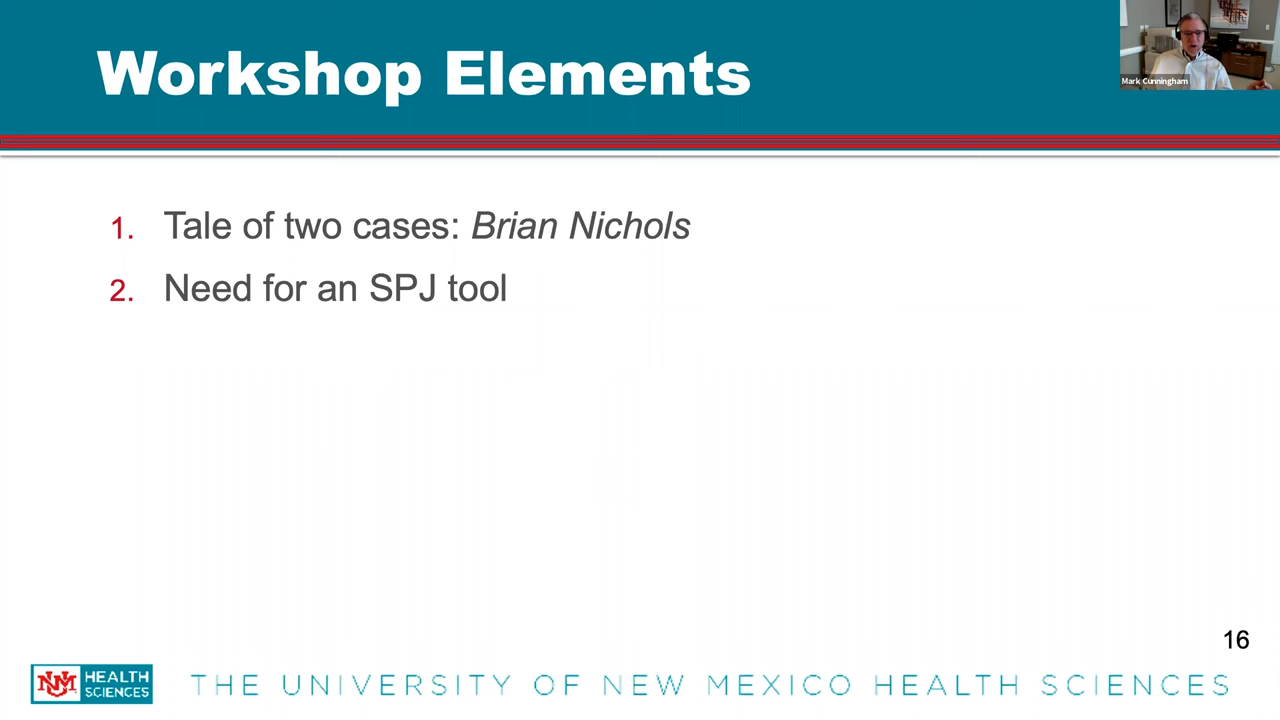 Workshop Elements
Mark Cunningham
1. Tale of two cases: Brian Nichols
2. Need for an SPJ tool
16
UNM HEALTH SCIENCES
THE UNIVERSITY OF NEW MEXICO HEALTH SCIENCES